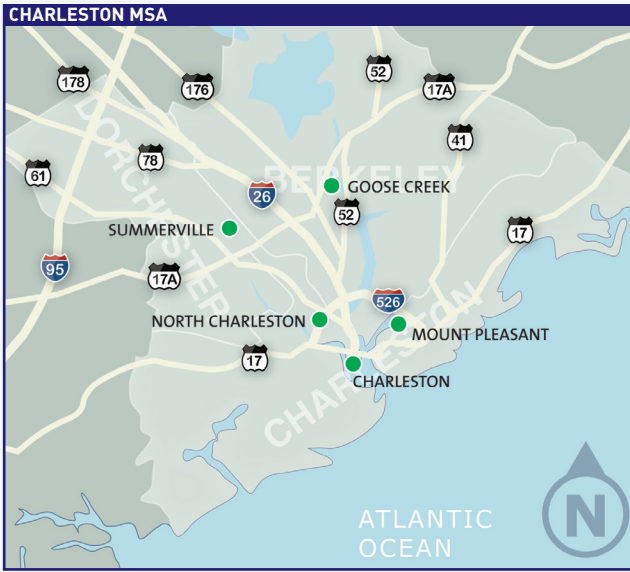 CHARLESTON MSA
178
176
52
17A
41
DORCHESTER
78
61
BERKELEY
26
GOOSE CREEK
52
SUMMERVILLE
17
95
17A
526
NORTH CHARLESTON
MOUNT PLEASANT
17
CHARLESTON
CHARLESTON
ATLANTIC
OCEAN
N